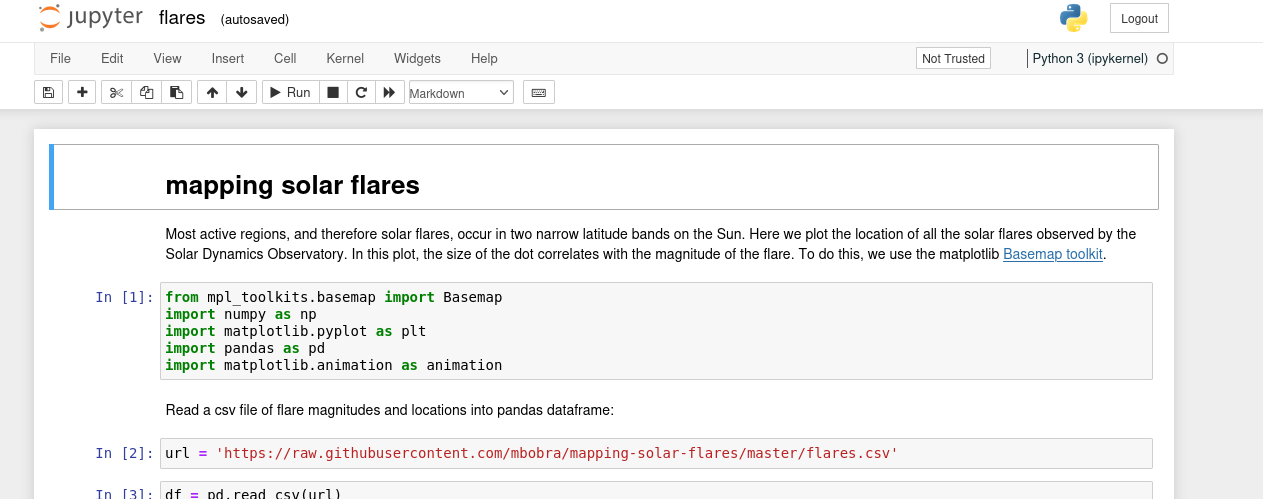 jupyter flares (autosaved) Logout
File Edit View Insert Cell Kernel Widgets Help Not Trusted Python 3 (ipykernel)
Run Markdown
mapping solar flares
Most active regions, and therefore solar flares, occur in two narrow latitude bands on the Sun. Here we plot the location of all the solar flares observed by the
Solar Dynamics Observatory. In this plot, the size of the dot correlates with the magnitude of the flare. To do this, we use the matplotlib Basemap toolkit.
In [1]: from mpl_toolkits.basemap import Basemap
import numpy as np
import matplotlib.pyplot as plt
import pandas as pd
import matplotlib.animation as animation
Read a csv file of flare magnitudes and locations into pandas dataframe:
In [2]: url = 'https://raw.githubusercontent.com/mbobra/mapping-solar-flares/master/flares.csv'
In [3]: df = pd.read_csv(url)